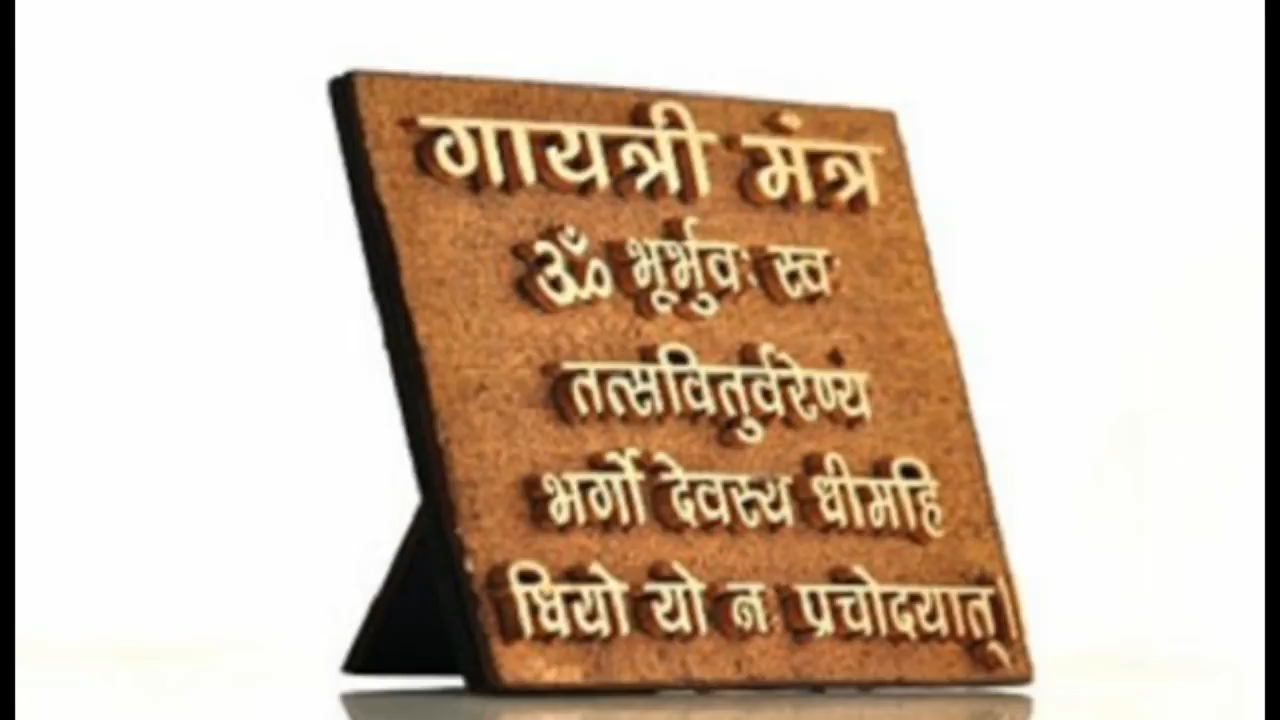 गायत्री मंत्र
ॐ भूर्भुवः स्वः
तत्सवितुर्वरेण्यं
भर्गो देवस्य धीमहि
धियो यो नः प्रचोदयात्।